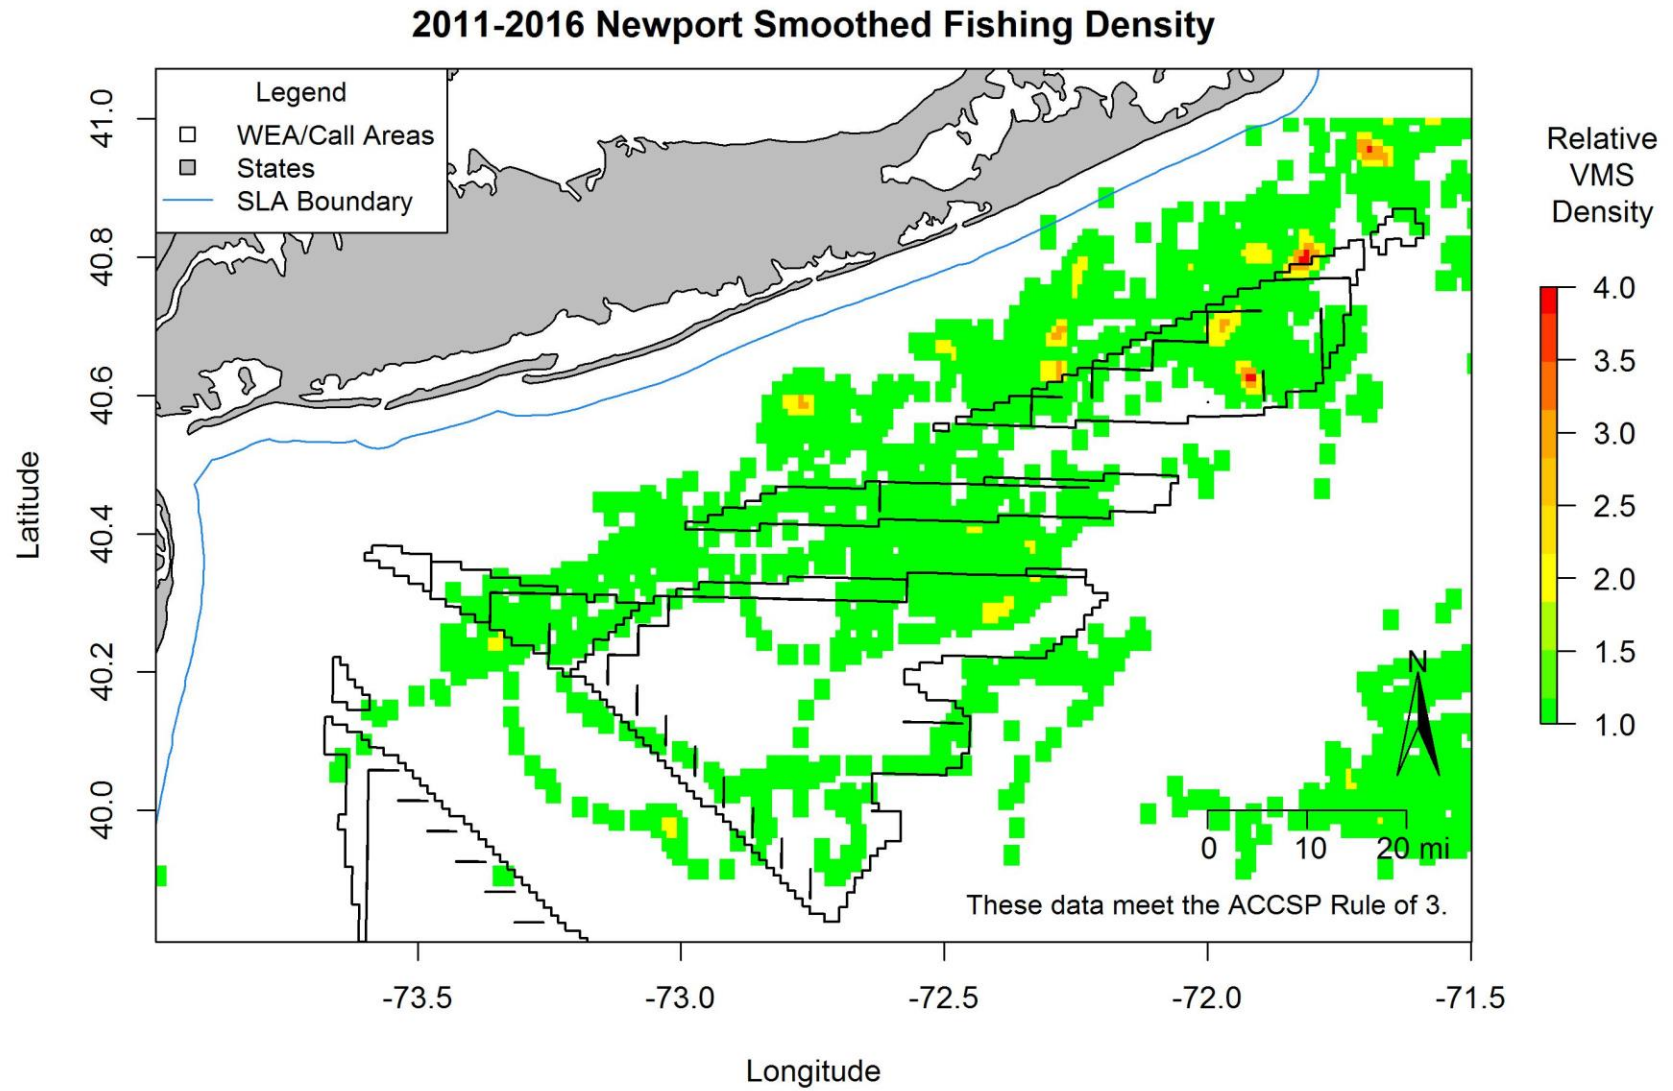 2011-2016 Newport Smoothed Fishing Density
Legend
WEA/Call Areas
States
SLA Boundary
Latitude
41.0
40.8
40.6
40.4
40.2
40.0
Relative
VMS
Density
4.0
3.5
3.0
2.5
2.0
1.5
1.0
N
0 10 20 mi
These data meet the ACCSP Rule of 3.
-73.5 -73.0 -72.5 -72.0 -71.5
Longitude